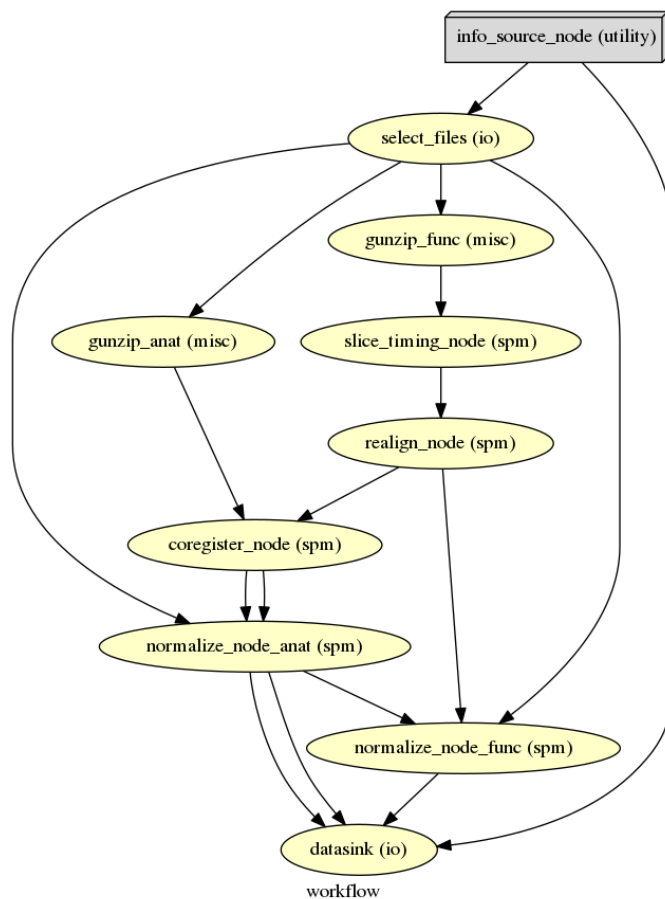 info_source_node (utility)
select_files (io)
gunzip_func (misc)
gunzip_anat (misc)
slice_timing_node (spm)
realign_node (spm)
coregister_node (spm)
normalize_node_anat (spm)
normalize_node_func (spm)
datasink (io)
workflow